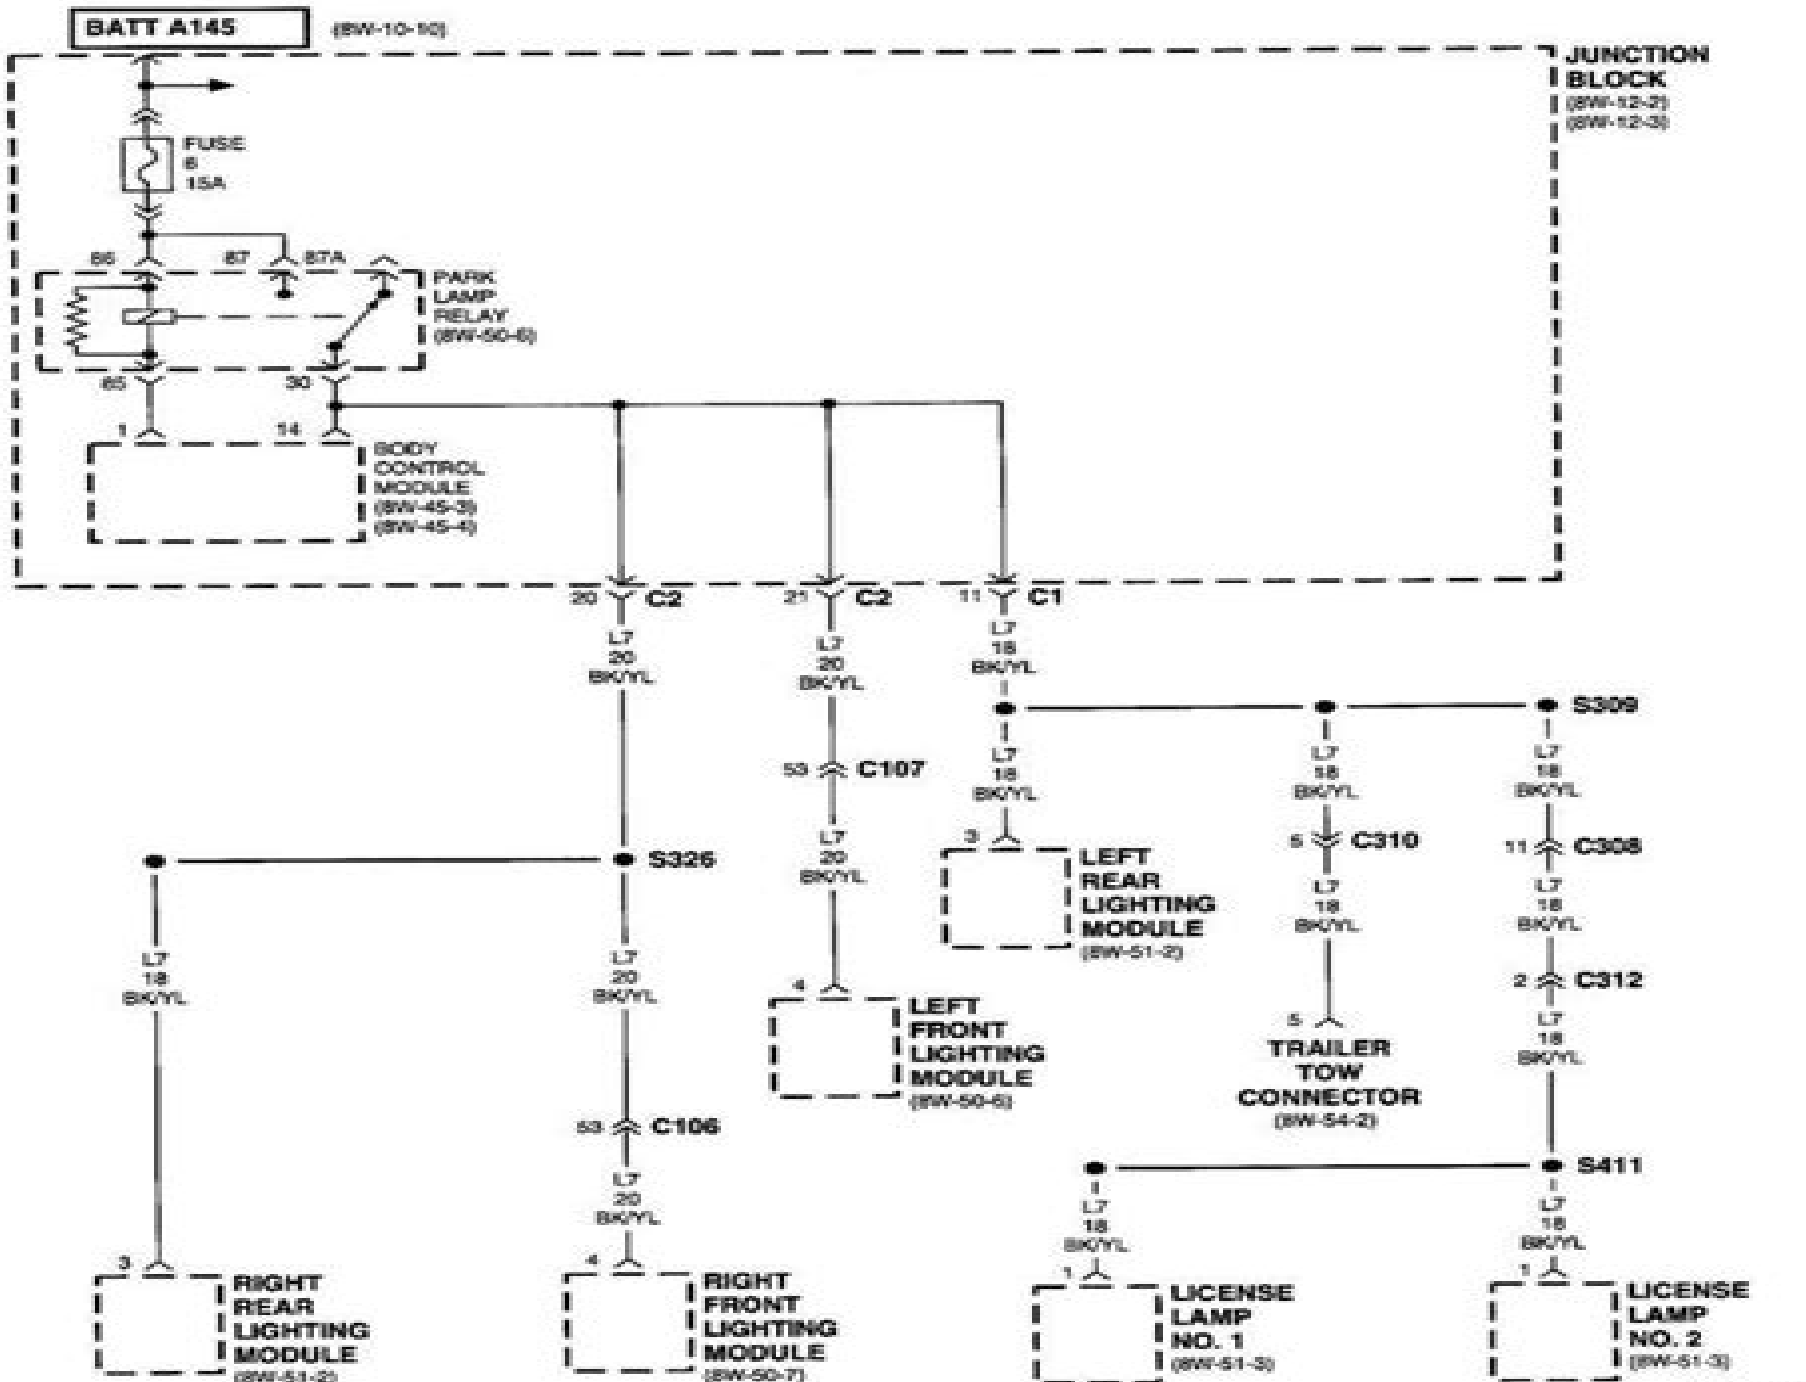 BATT A145
(8W-10-10)
JUNCTION
BLOCK
(8W-12-2)
(8W-12-3)
FUSE
6
15A
86
87
87A
PARK
LAMP
RELAY
(8W-50-6)
85
30
1
14
BODY
CONTROL
MODULE
(8W-45-3)
(8W-45-4)
20
C2
21
C2
11
C1
L7
20
BK/YL
L7
20
BK/YL
L7
18
BK/YL
S309
53
C107
L7
18
BK/YL
L7
18
BK/YL
L7
18
BK/YL
S326
L7
20
BK/YL
3
LEFT
REAR
LIGHTING
MODULE
(8W-51-2)
5
C310
11
C308
L7
18
BK/YL
L7
18
BK/YL
L7
18
BK/YL
L7
20
BK/YL
4
LEFT
FRONT
LIGHTING
MODULE
(8W-50-6)
2
C312
5
TRAILER
TOW
CONNECTOR
(8W-54-2)
L7
18
BK/YL
53
C106
S411
L7
20
BK/YL
L7
18
BK/YL
L7
18
BK/YL
3
RIGHT
REAR
LIGHTING
MODULE
(8W-51-2)
4
RIGHT
FRONT
LIGHTING
MODULE
(8W-50-7)
1
LICENSE
LAMP
NO. 1
(8W-51-3)
1
LICENSE
LAMP
NO. 2
(8W-51-3)